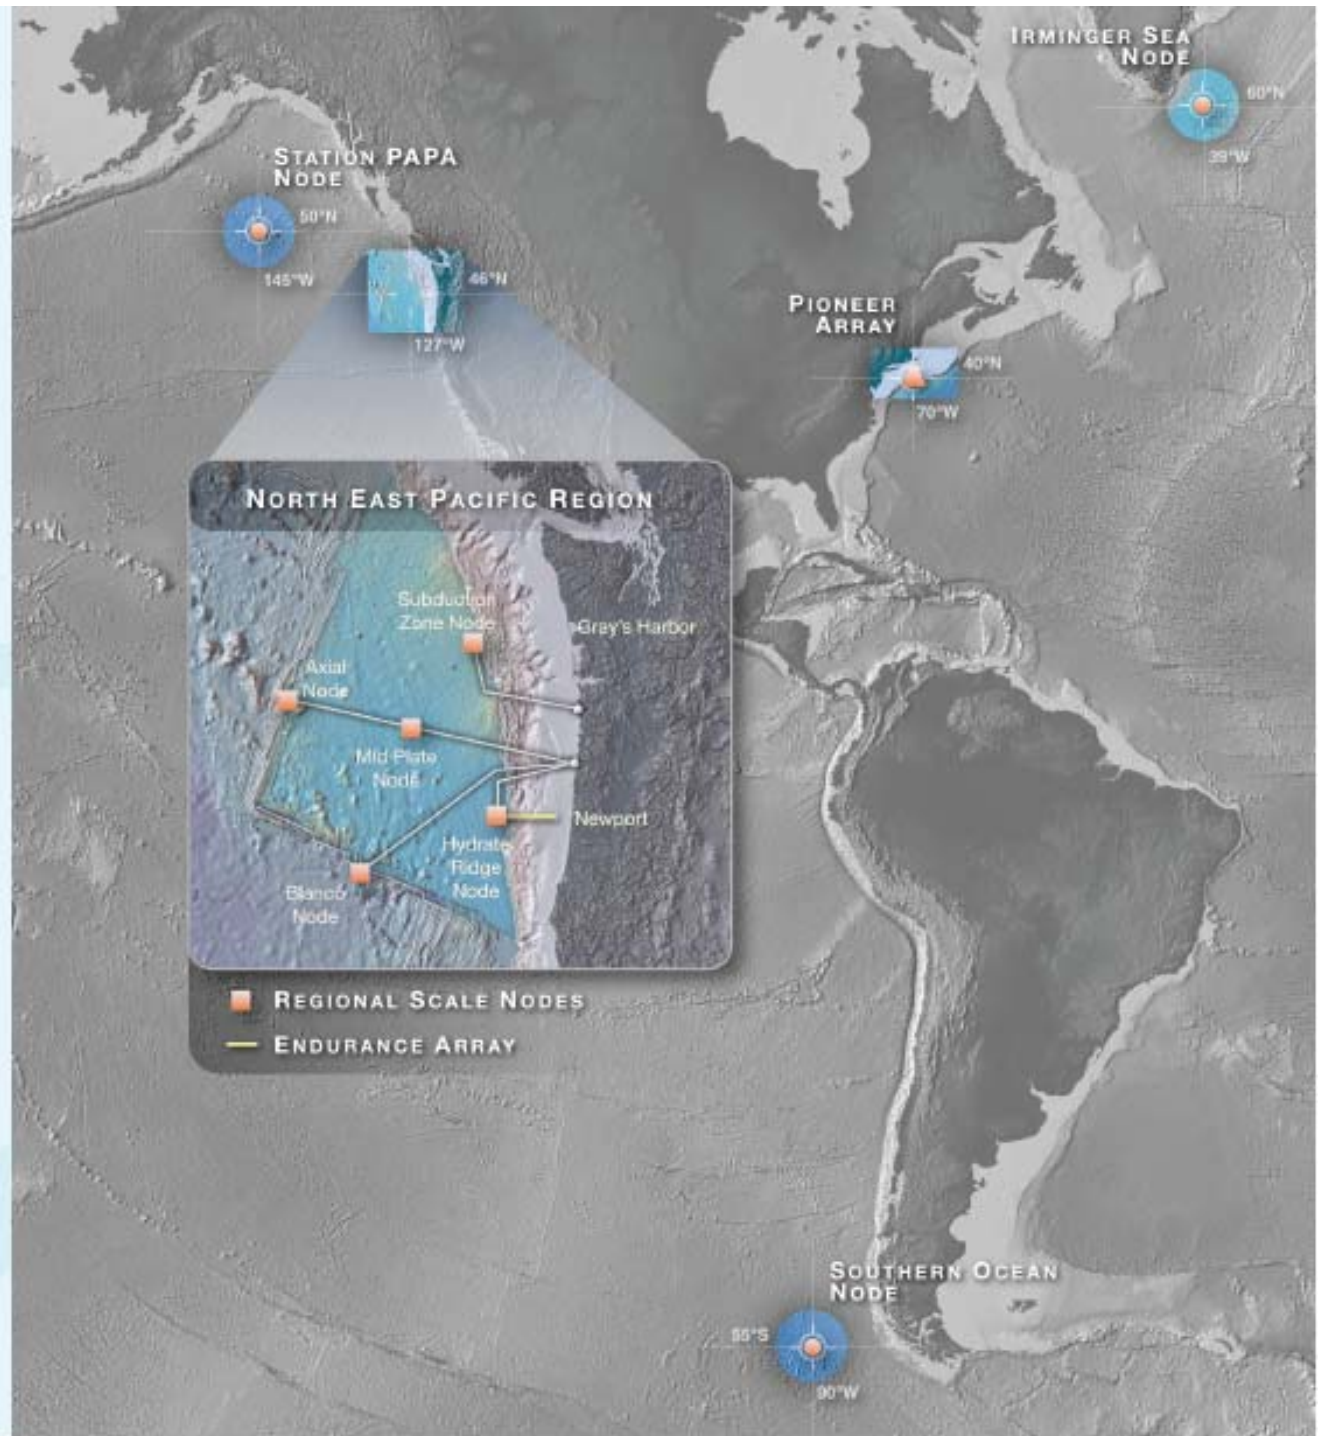 IRMINGER SEA
NODE
60°N
39°W
STATION PAPA
NODE
50°N
145°W
46°N
127°W
PIONEER
ARRAY
40°N
70°W
NORTH EAST PACIFIC REGION
Subduction
Zone Node
Gray's Harbor
Axial
Node
Mid Plate
Node
Newport
Hydrate
Ridge
Node
Blanco
Node
REGIONAL SCALE NODES
ENDURANCE ARRAY
SOUTHERN OCEAN
NODE
55°S
90°W